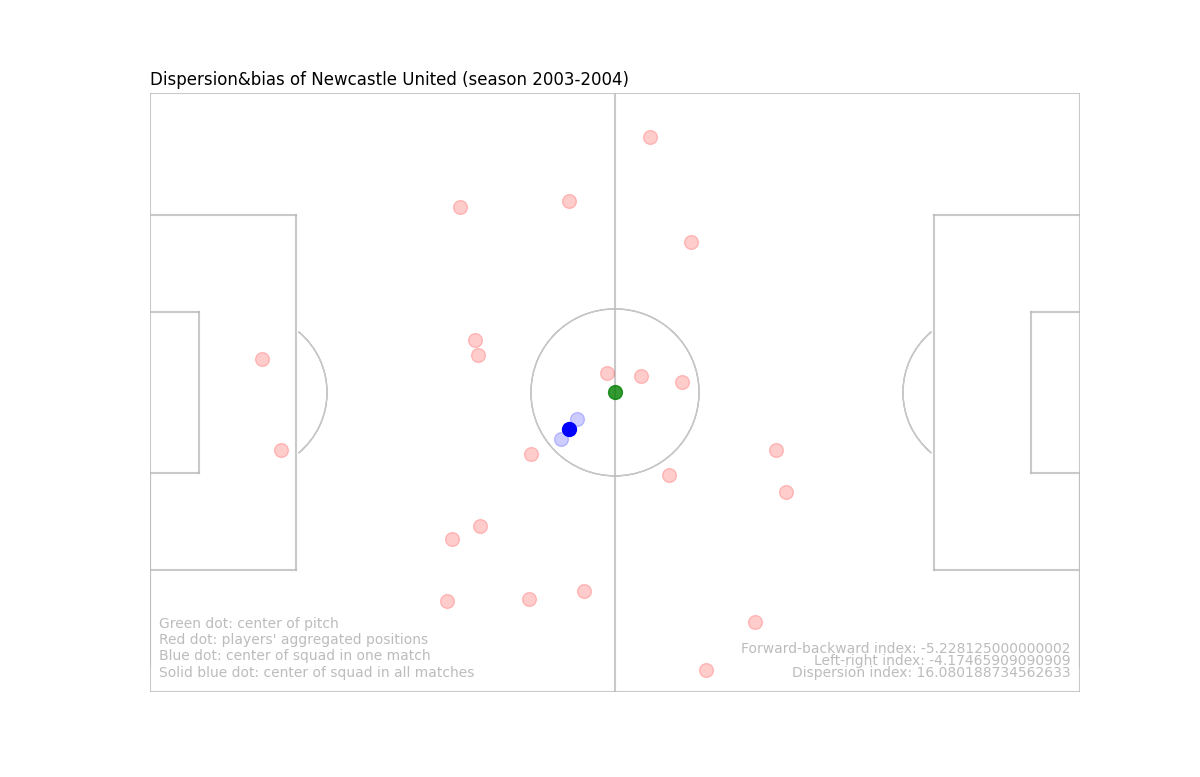 Dispersion&bias of Newcastle United (season 2003-2004)
Green dot: center of pitch
Red dot: players' aggregated positions
Blue dot: center of squad in one match
Solid blue dot: center of squad in all matches
Forward-backward index: -5.228125000000002
Left-right index: -4.17465909090909
Dispersion index: 16.080188734562633